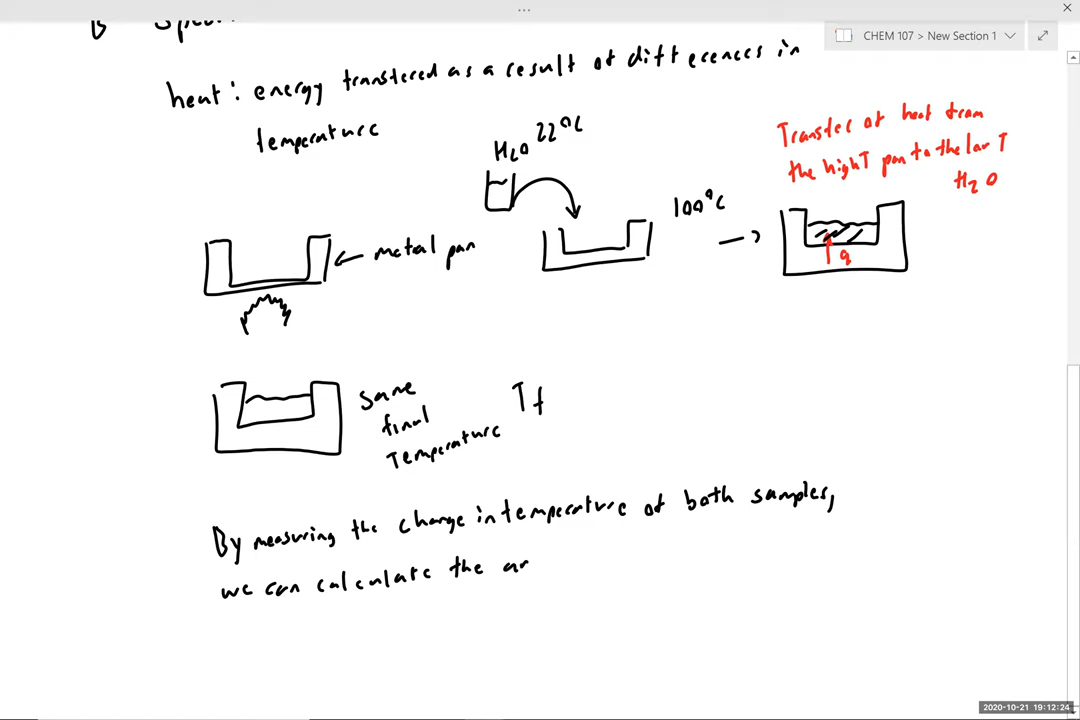 CHEM 107 > New Section 1
B
heat: energy transfered as a result of differences in
temperature
H2O 22°C
100°C
Transfer of heat from
the high T pan to the low T
H2O
metal pan
q
same
final
Temperature
Tf
By measuring the change in temperature of both samples,
we can calculate the am
2020-10-21 19:12:24